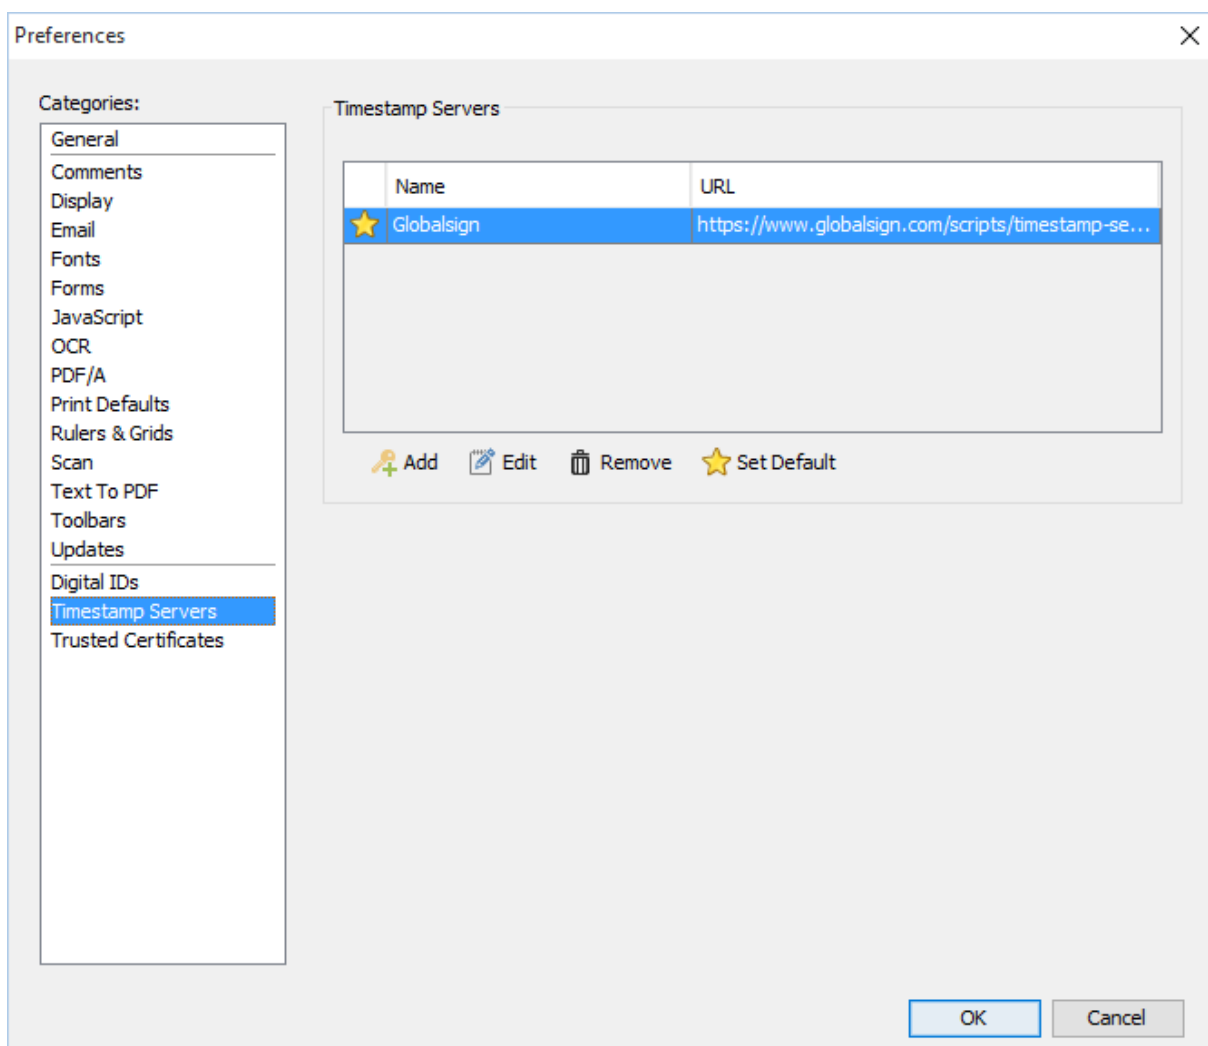 Preferences
Categories:
General
Comments
Display
Email
Fonts
Forms
JavaScript
OCR
PDF/A
Print Defaults
Rulers & Grids
Scan
Text To PDF
Toolbars
Updates
Digital IDs
Timestamp Servers
Trusted Certificates
Timestamp Servers
Name URL
Globalsign https://www.globalsign.com/scripts/timestamp-se...
Add Edit Remove Set Default
OK Cancel